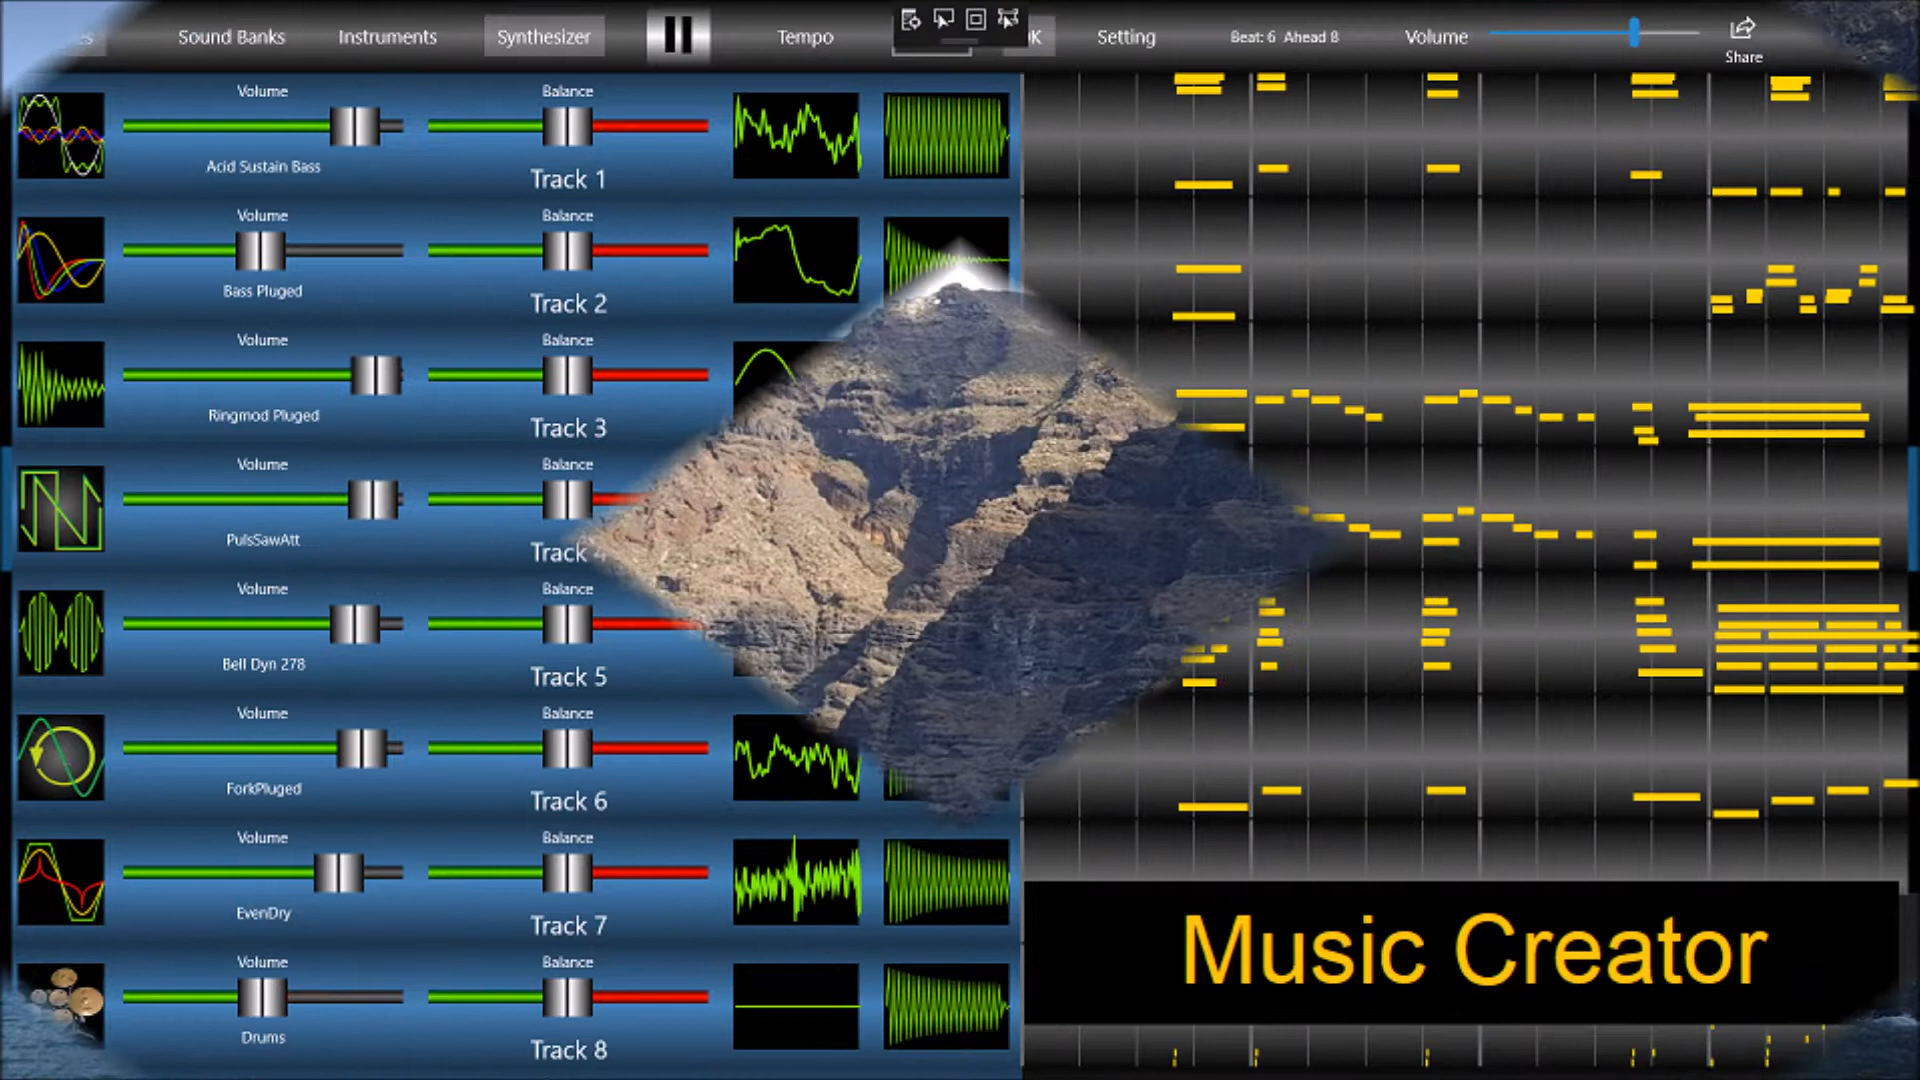 Sound Banks Instruments Synthesizer Tempo Setting Beat: 6 Ahead 8 Volume Share
Volume Balance
Acid Sustain Bass
Track 1
Volume Balance
Bass Pluged
Track 2
Volume Balance
Ringmod Pluged
Track 3
Volume Balance
PulsSawAtt
Track 4
Volume Balance
Bell Dyn 278
Track 5
Volume Balance
ForkPluged
Track 6
Volume Balance
EvenDry
Track 7
Music Creator
Volume Balance
Drums
Track 8